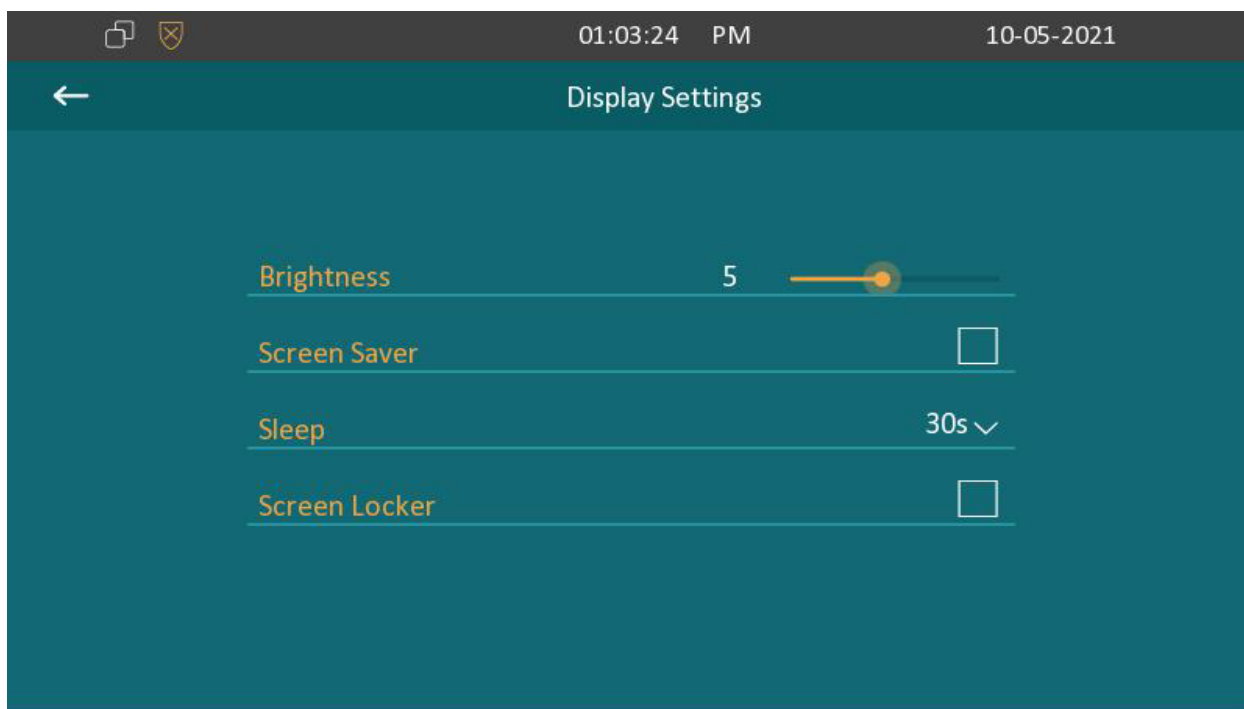 01:03:24 PM 10-05-2021
Display Settings
Brightness 5
Screen Saver
Sleep 30s
Screen Locker